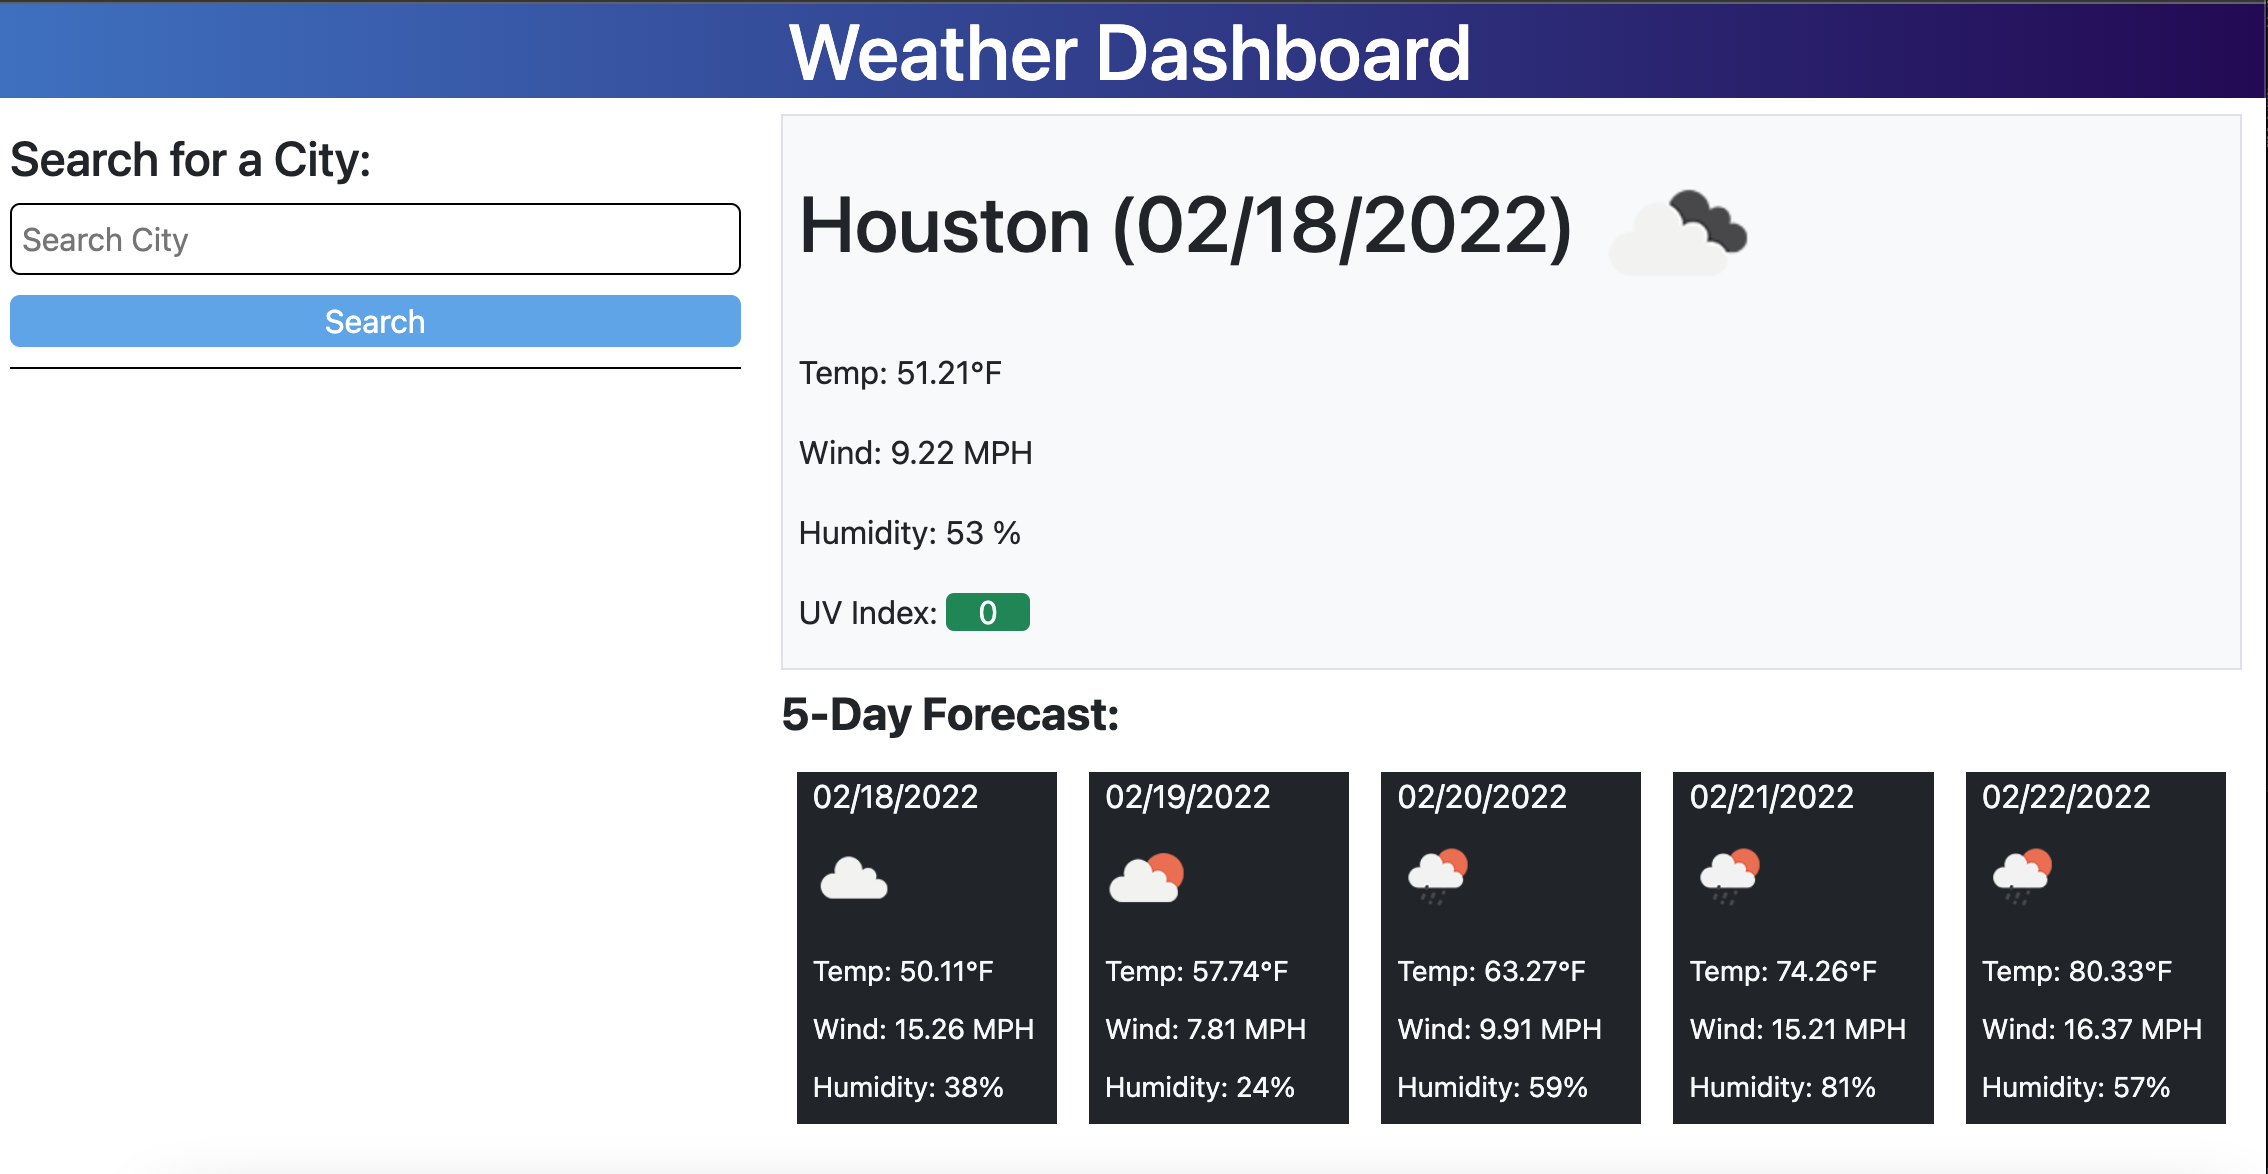 Weather Dashboard
Search for a City:
Search City
Search
Houston (02/18/2022)
Temp: 51.21°F
Wind: 9.22 MPH
Humidity: 53 %
UV Index: 0
5-Day Forecast:
02/18/2022
Temp: 50.11°F
Wind: 15.26 MPH
Humidity: 38%
02/19/2022
Temp: 57.74°F
Wind: 7.81 MPH
Humidity: 24%
02/20/2022
Temp: 63.27°F
Wind: 9.91 MPH
Humidity: 59%
02/21/2022
Temp: 74.26°F
Wind: 15.21 MPH
Humidity: 81%
02/22/2022
Temp: 80.33°F
Wind: 16.37 MPH
Humidity: 57%